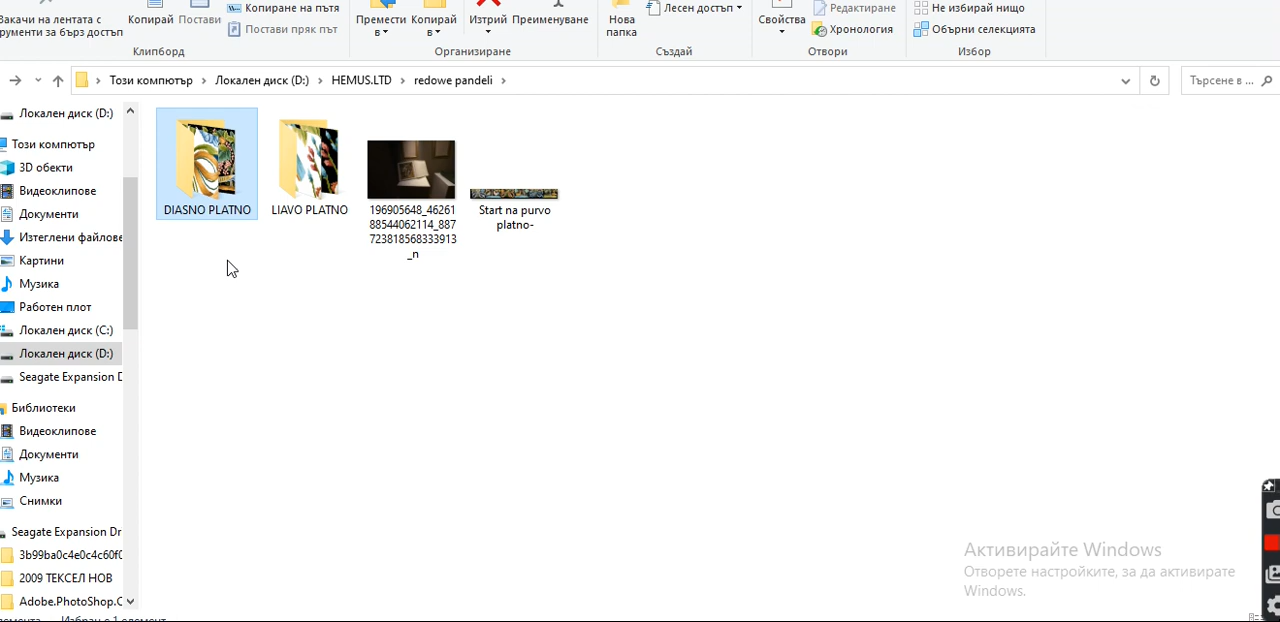 Закачи на лентата с
рументи за бърз достъп
Копирай
Постави
Копиране на пътя
Постави пряк път
Премести в
Копирай в
Изтрий
Преименуване
Нова папка
Лесен достъп
Свойства
Редактиране
Хронология
Не избирай нищо
Обърни селекцията
Клипборд
Организиране
Създай
Отвори
Избор
Този компютър > Локален диск (D:) > HEMUS.LTD > redowe pandeli >
Търсене в ...
Локален диск (D:)
Този компютър
3D обекти
Видеоклипове
Документи
Изтеглени файлове
Картини
Музика
Работен плот
Локален диск (C:)
Локален диск (D:)
Seagate Expansion D
Библиотеки
Видеоклипове
Документи
Музика
Снимки
Seagate Expansion Dr
3b99ba0c4e0c4c60f0
2009 ТЕКСЕЛ НОВ
Adobe.PhotoShop.C
DIASNO PLATNO
LIAVO PLATNO
196905648_46261
88544062114_887
723818568333913
_n
Start na purvo
platno-
Активирайте Windows
Отворете настройките, за да активирате
Windows.